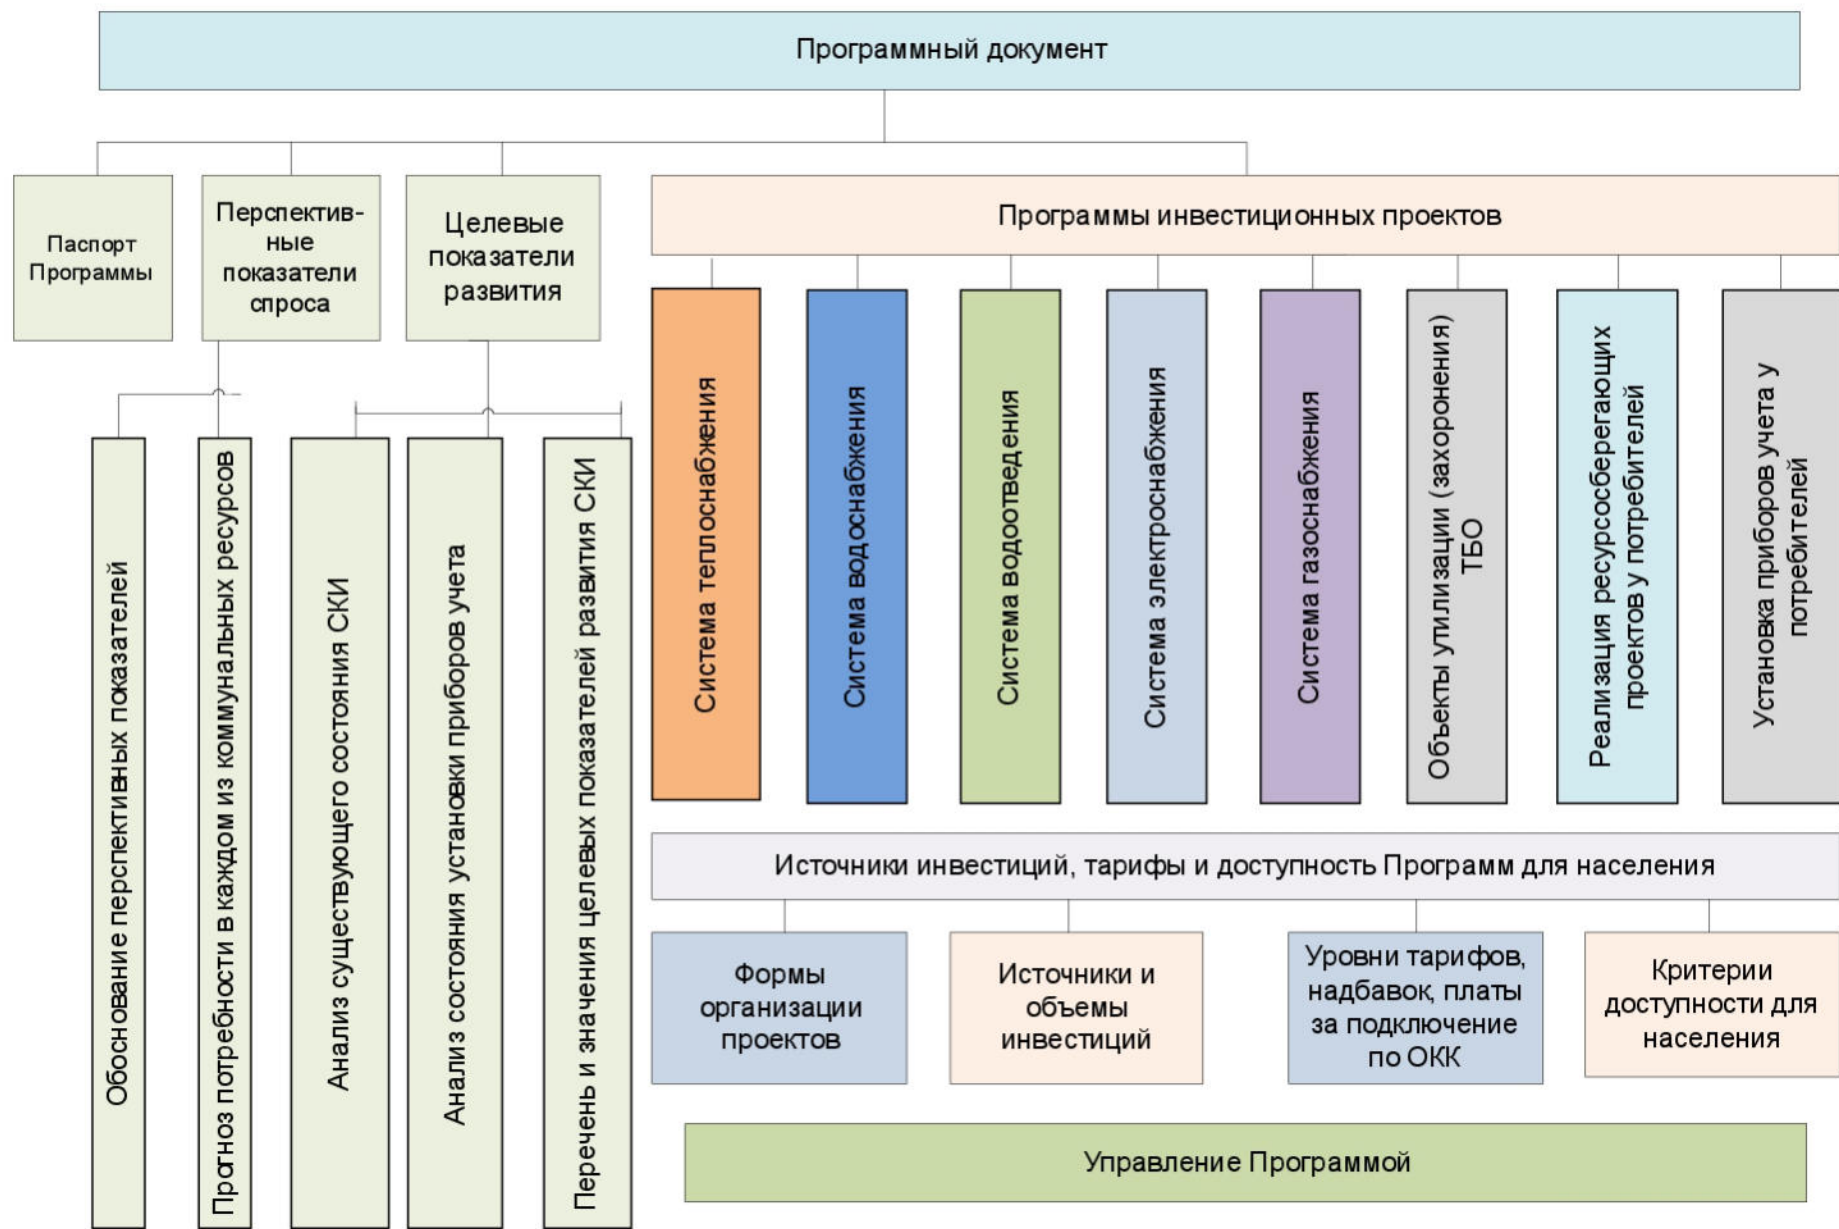 Программный документ
Паспорт
Программы
Перспектив-
ные
показатели
спроса
Целевые
показатели
развития
Программы инвестиционных проектов
Обоснование перспективных показателей
Прогноз потребности в каждом из коммунальных ресурсов
Анализ существующего состояния СКИ
Анализ состояния установки приборов учета
Перечень и значения целевых показателей развития СКИ
Система теплоснабжения
Система водоснабжения
Система водоотведения
Система электроснабжения
Система газоснабжения
Объекты утилизации (захоронения)
ТБО
Реализация ресурсосберегающих
проектов у потребителей
Установка приборов учета у
потребителей
Источники инвестиций, тарифы и доступность Программ для населения
Формы
организации
проектов
Источники и
объемы
инвестиций
Уровни тарифов,
надбавок, платы
за подключение
по ОКК
Критерии
доступности для
населения
Управление Программой